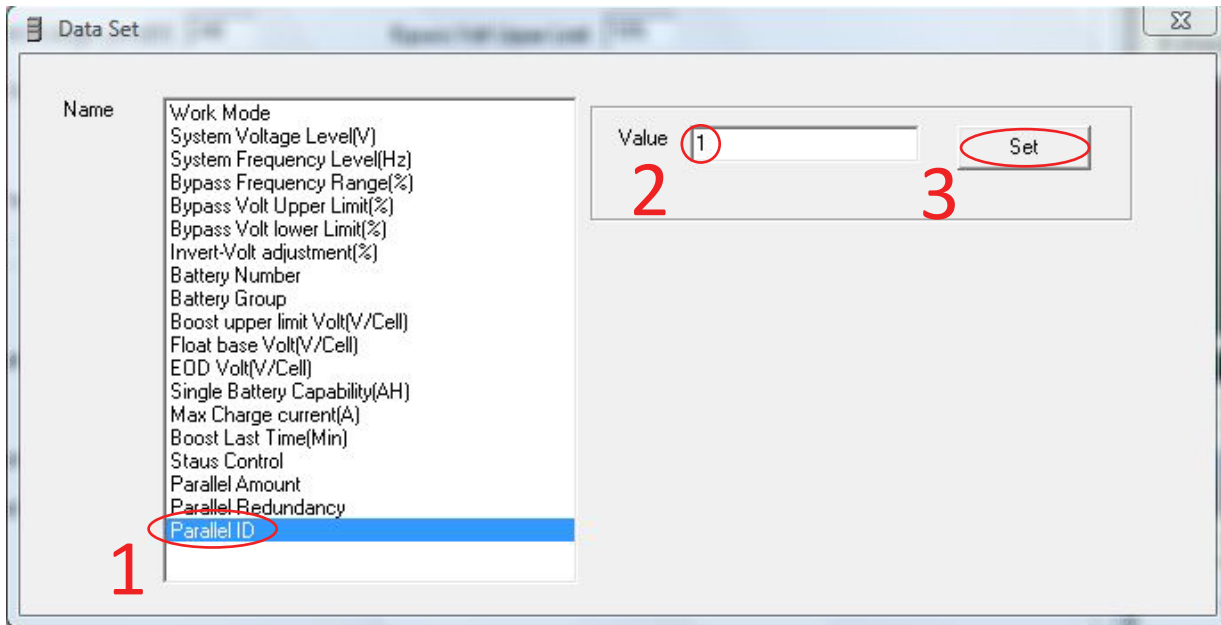 Data Set
Name
Work Mode
System Voltage Level(V)
System Frequency Level(Hz)
Bypass Frequency Range(%)
Bypass Volt Upper Limit(%)
Bypass Volt lower Limit(%)
Invert-Volt adjustment(%)
Battery Number
Battery Group
Boost upper limit Volt(V/Cell)
Float base Volt(V/Cell)
EOD Volt(V/Cell)
Single Battery Capability(AH)
Max Charge current(A)
Boost Last Time(Min)
Staus Control
Parallel Amount
Parallel Redundancy
Parallel ID
1
Value 1 Set
2 3